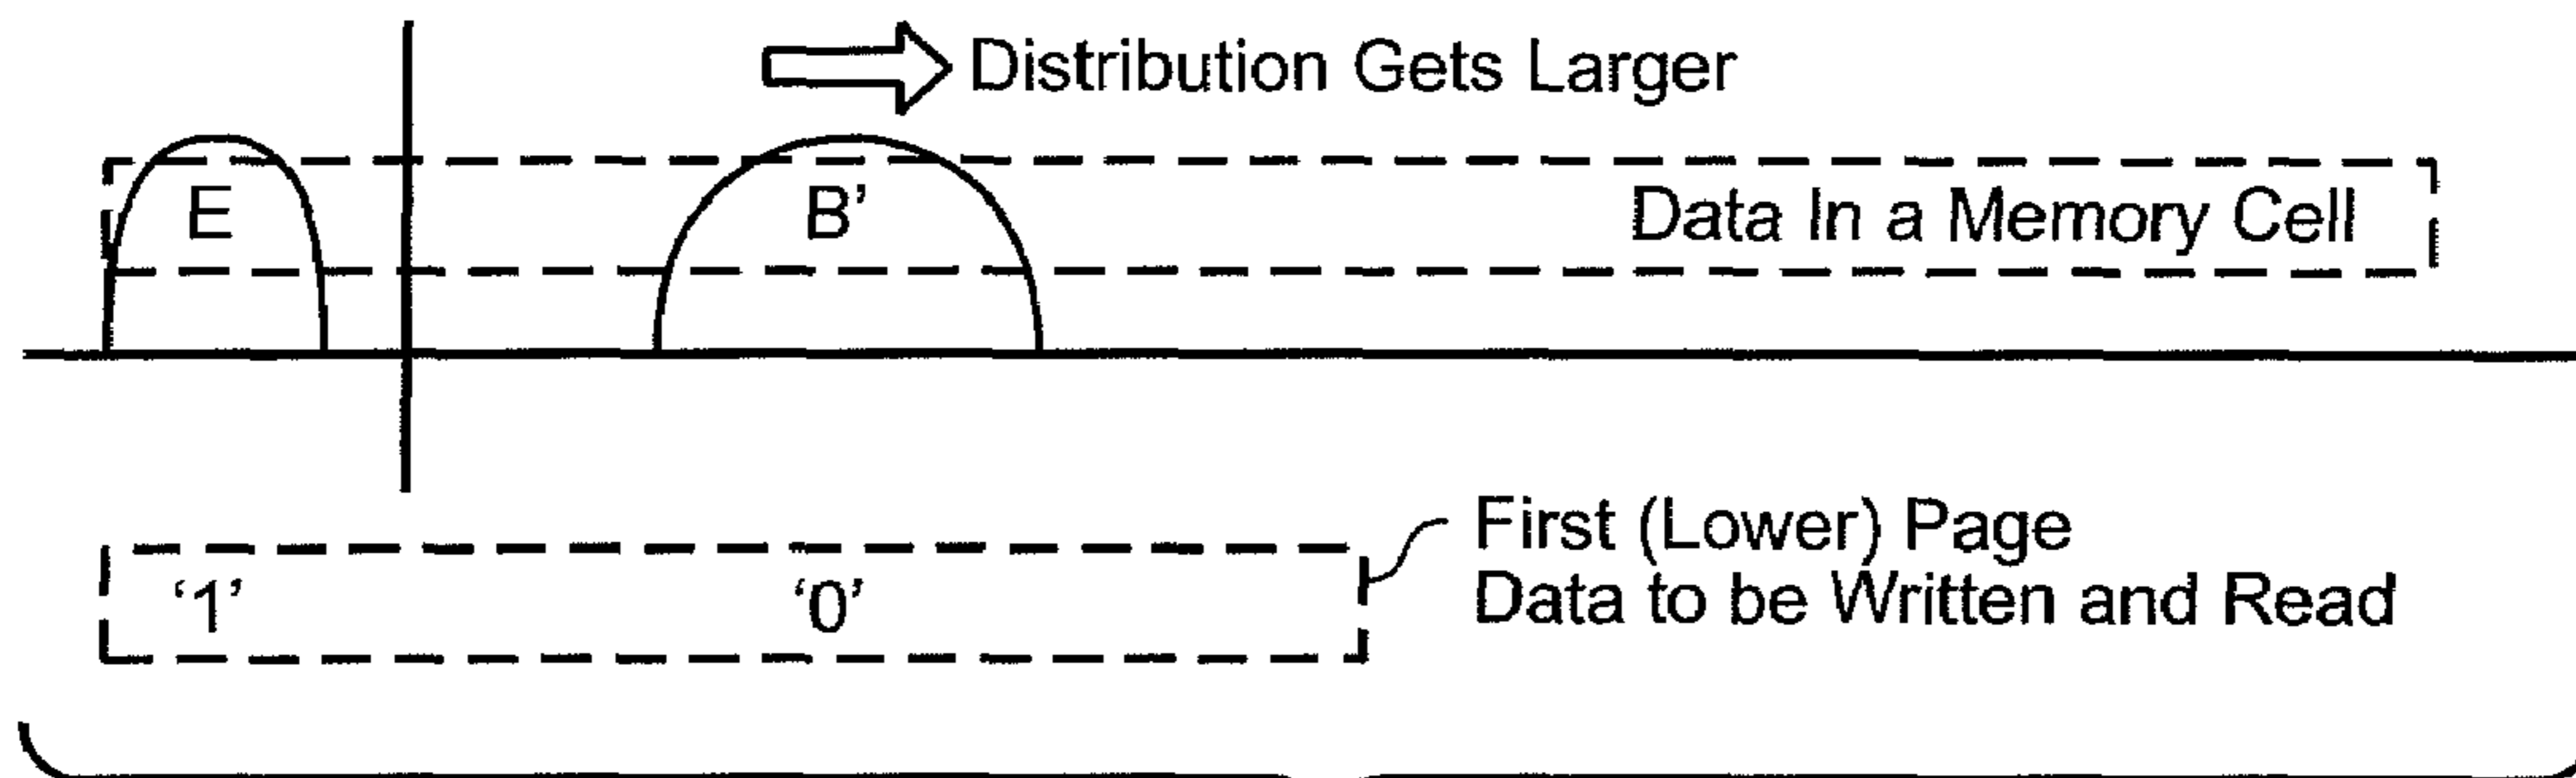 Distribution Gets Larger
E B’ Data In a Memory Cell
First (Lower) Page
‘1’ ‘0’ Data to be Written and Read